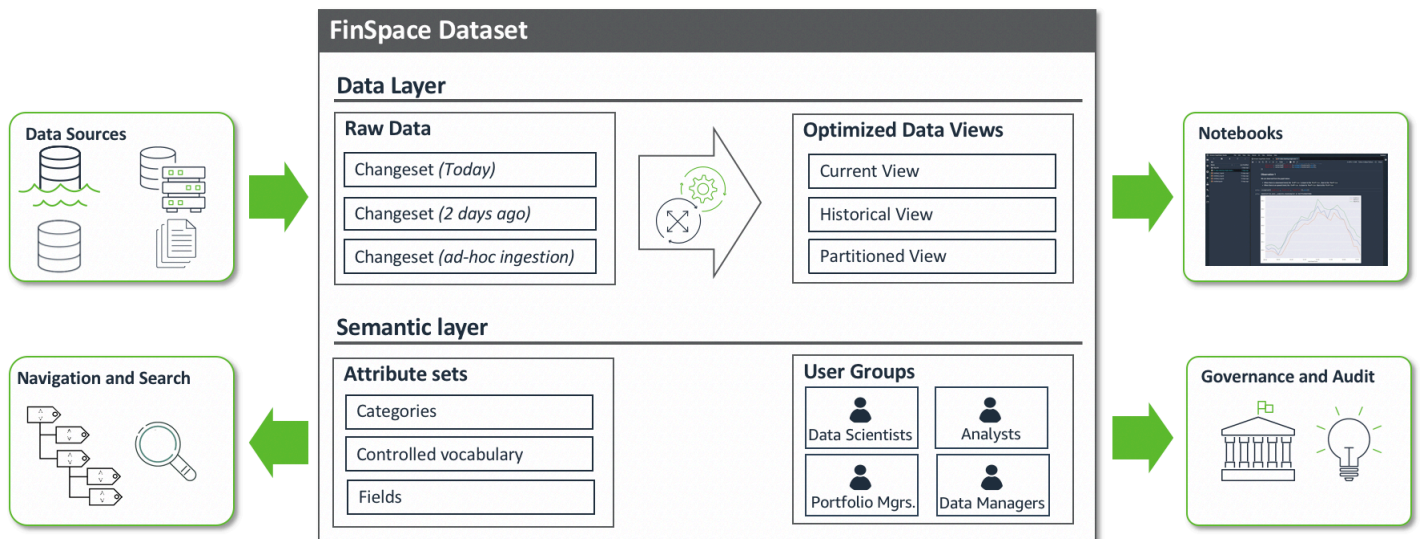 FinSpace Dataset
Data Layer
Data Sources
Raw Data
Changeset (Today)
Changeset (2 days ago)
Changeset (ad-hoc ingestion)
Optimized Data Views
Current View
Historical View
Partitioned View
Notebooks
Semantic layer
Navigation and Search
Attribute sets
Categories
Controlled vocabulary
Fields
User Groups
Data Scientists
Analysts
Portfolio Mgrs.
Data Managers
Governance and Audit